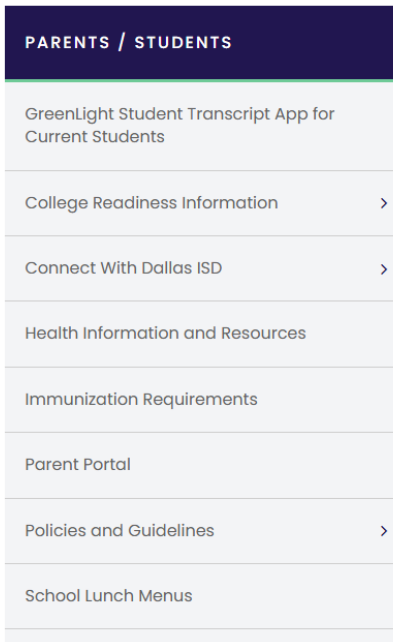 PARENTS / STUDENTS
GreenLight Student Transcript App for
Current Students
College Readiness Information
Connect With Dallas ISD
Health Information and Resources
Immunization Requirements
Parent Portal
Policies and Guidelines
School Lunch Menus